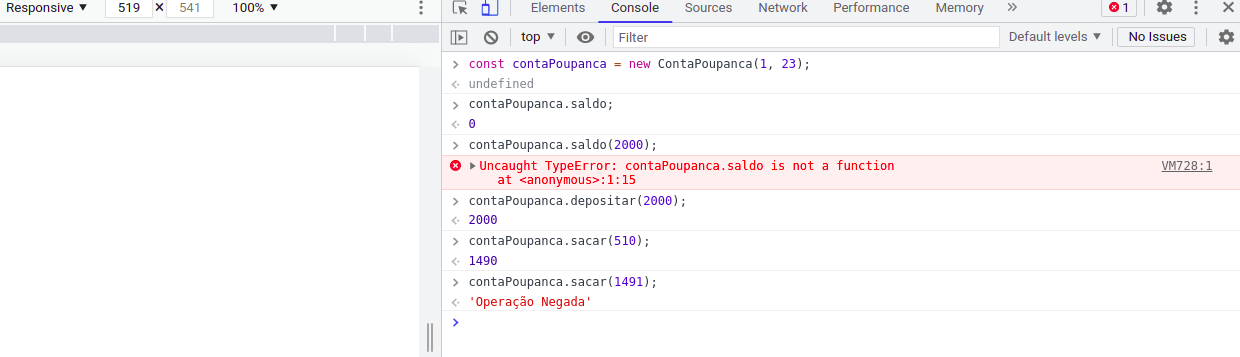 Responsive ▼ 519 × 541 100% ▼
Elements Console Sources Network Performance Memory » 1
top ▼ Filter Default levels ▼ No Issues
> const contaPoupanca = new ContaPoupanca(1, 23);
< undefined
> contaPoupanca.saldo;
< 0
> contaPoupanca.saldo(2000);
▶ Uncaught TypeError: contaPoupanca.saldo is not a function VM728:1
at <anonymous>:1:15
> contaPoupanca.depositar(2000);
< 2000
> contaPoupanca.sacar(510);
< 1490
> contaPoupanca.sacar(1491);
< 'Operação Negada'
>